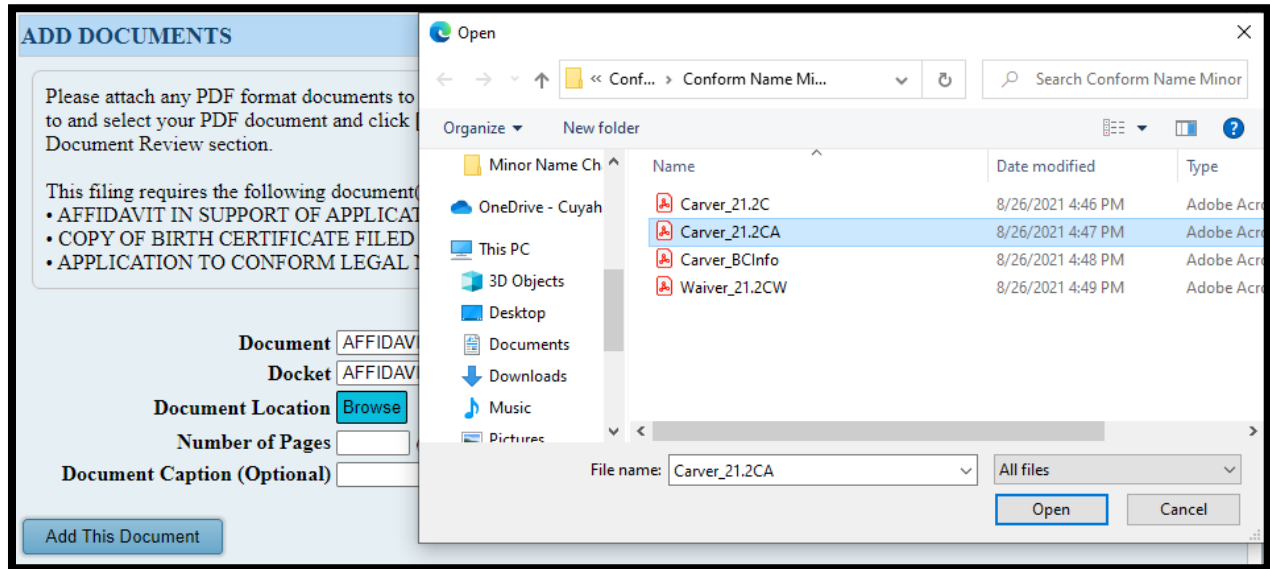 ADD DOCUMENTS
Please attach any PDF format documents to
to and select your PDF document and click [
Document Review section.
This filing requires the following document(
• AFFIDAVIT IN SUPPORT OF APPLICAT
• COPY OF BIRTH CERTIFICATE FILED
• APPLICATION TO CONFORM LEGAL
Document AFFIDAVI
Docket AFFIDAVI
Document Location Browse
Number of Pages
Document Caption (Optional)
Add This Document
Open
« Conf... > Conform Name Mi...
Search Conform Name Minor
Organize
New folder
Minor Name Ch
OneDrive - Cuyah
This PC
3D Objects
Desktop
Documents
Downloads
Music
Pictures
Name Date modified Type
Carver_21.2C 8/26/2021 4:46 PM Adobe Acr
Carver_21.2CA 8/26/2021 4:47 PM Adobe Acr
Carver_BCInfo 8/26/2021 4:48 PM Adobe Acr
Waiver_21.2CW 8/26/2021 4:49 PM Adobe Acr
File name: Carver_21.2CA All files
Open Cancel